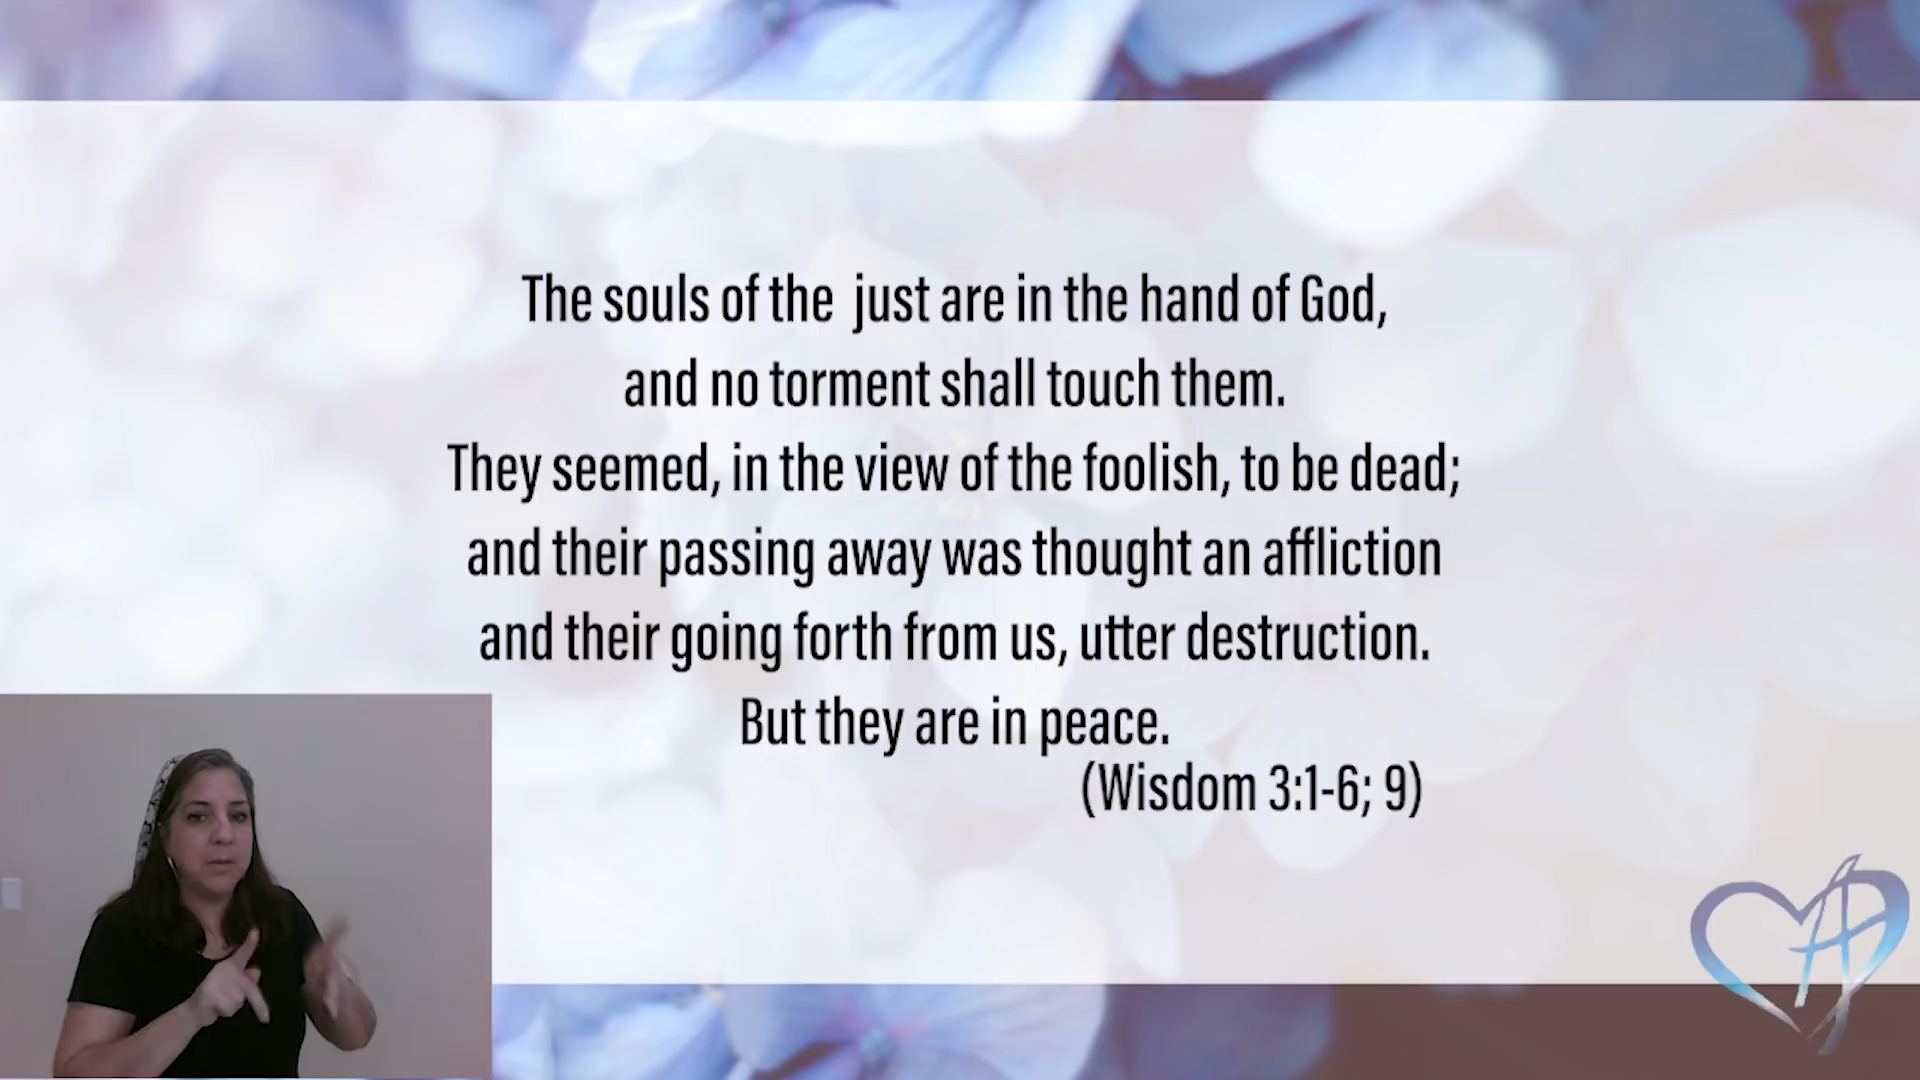 The souls of the just are in the hand of God,
and no torment shall touch them.
They seemed, in the view of the foolish, to be dead;
and their passing away was thought an affliction
and their going forth from us, utter destruction.
But they are in peace.
(Wisdom 3:1-6; 9)